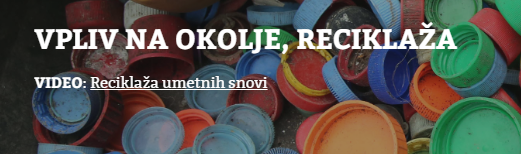 VPLIV NA OKOLJE, RECIKLAŽA
VIDEO: Reciklaža umetnih snovi